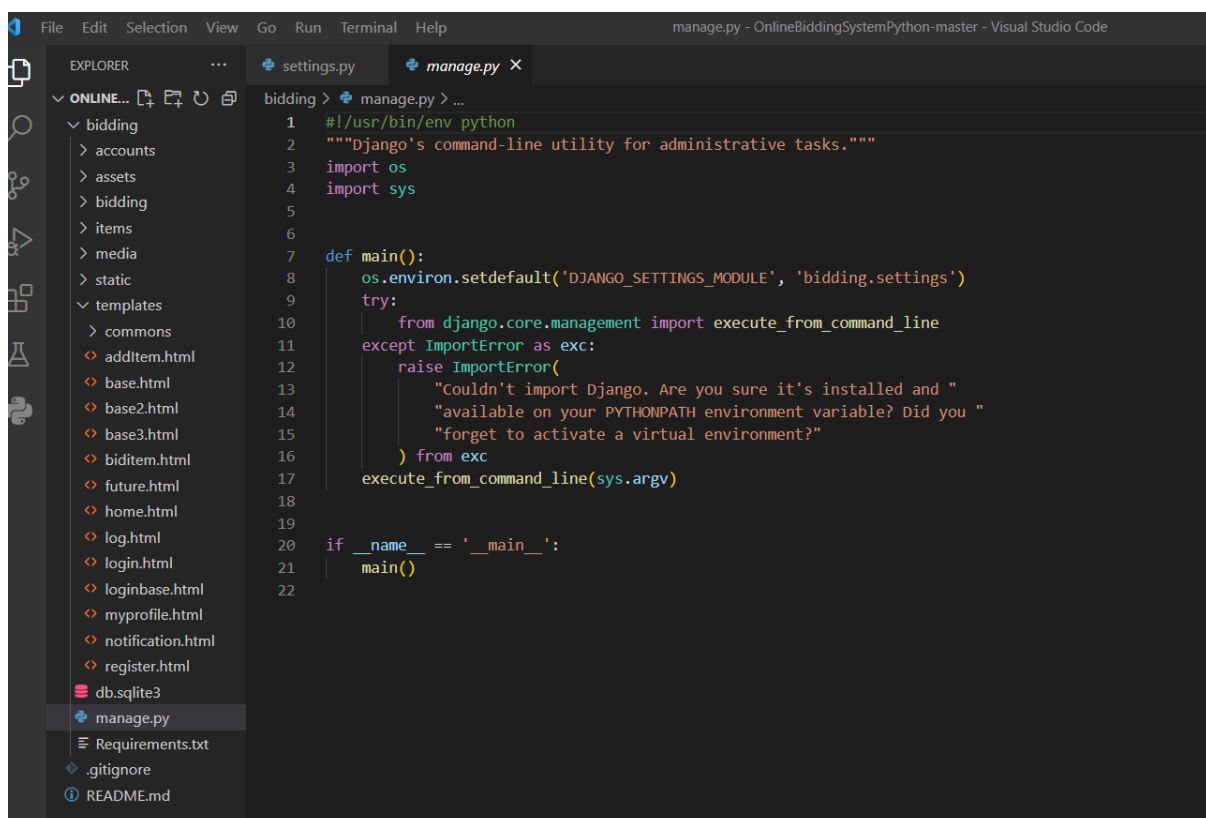 File Edit Selection View Go Run Terminal Help manage.py - OnlineBiddingSystemPython-master - Visual Studio Code
EXPLORER ...
ONLINE...
bidding
accounts
assets
bidding
items
media
static
templates
commons
addItem.html
base.html
base2.html
base3.html
biditem.html
future.html
home.html
log.html
login.html
loginbase.html
myprofile.html
notification.html
register.html
db.sqlite3
manage.py
Requirements.txt
.gitignore
README.md
settings.py manage.py
bidding > manage.py > ...
1 #!/usr/bin/env python
2 """Django's command-line utility for administrative tasks."""
3 import os
4 import sys
5
6
7 def main():
8     os.environ.setdefault('DJANGO_SETTINGS_MODULE', 'bidding.settings')
9     try:
10         from django.core.management import execute_from_command_line
11     except ImportError as exc:
12         raise ImportError(
13             "Couldn't import Django. Are you sure it's installed and "
14             "available on your PYTHONPATH environment variable? Did you "
15             "forget to activate a virtual environment?"
16         ) from exc
17     execute_from_command_line(sys.argv)
18
19
20 if __name__ == '__main__':
21     main()
22